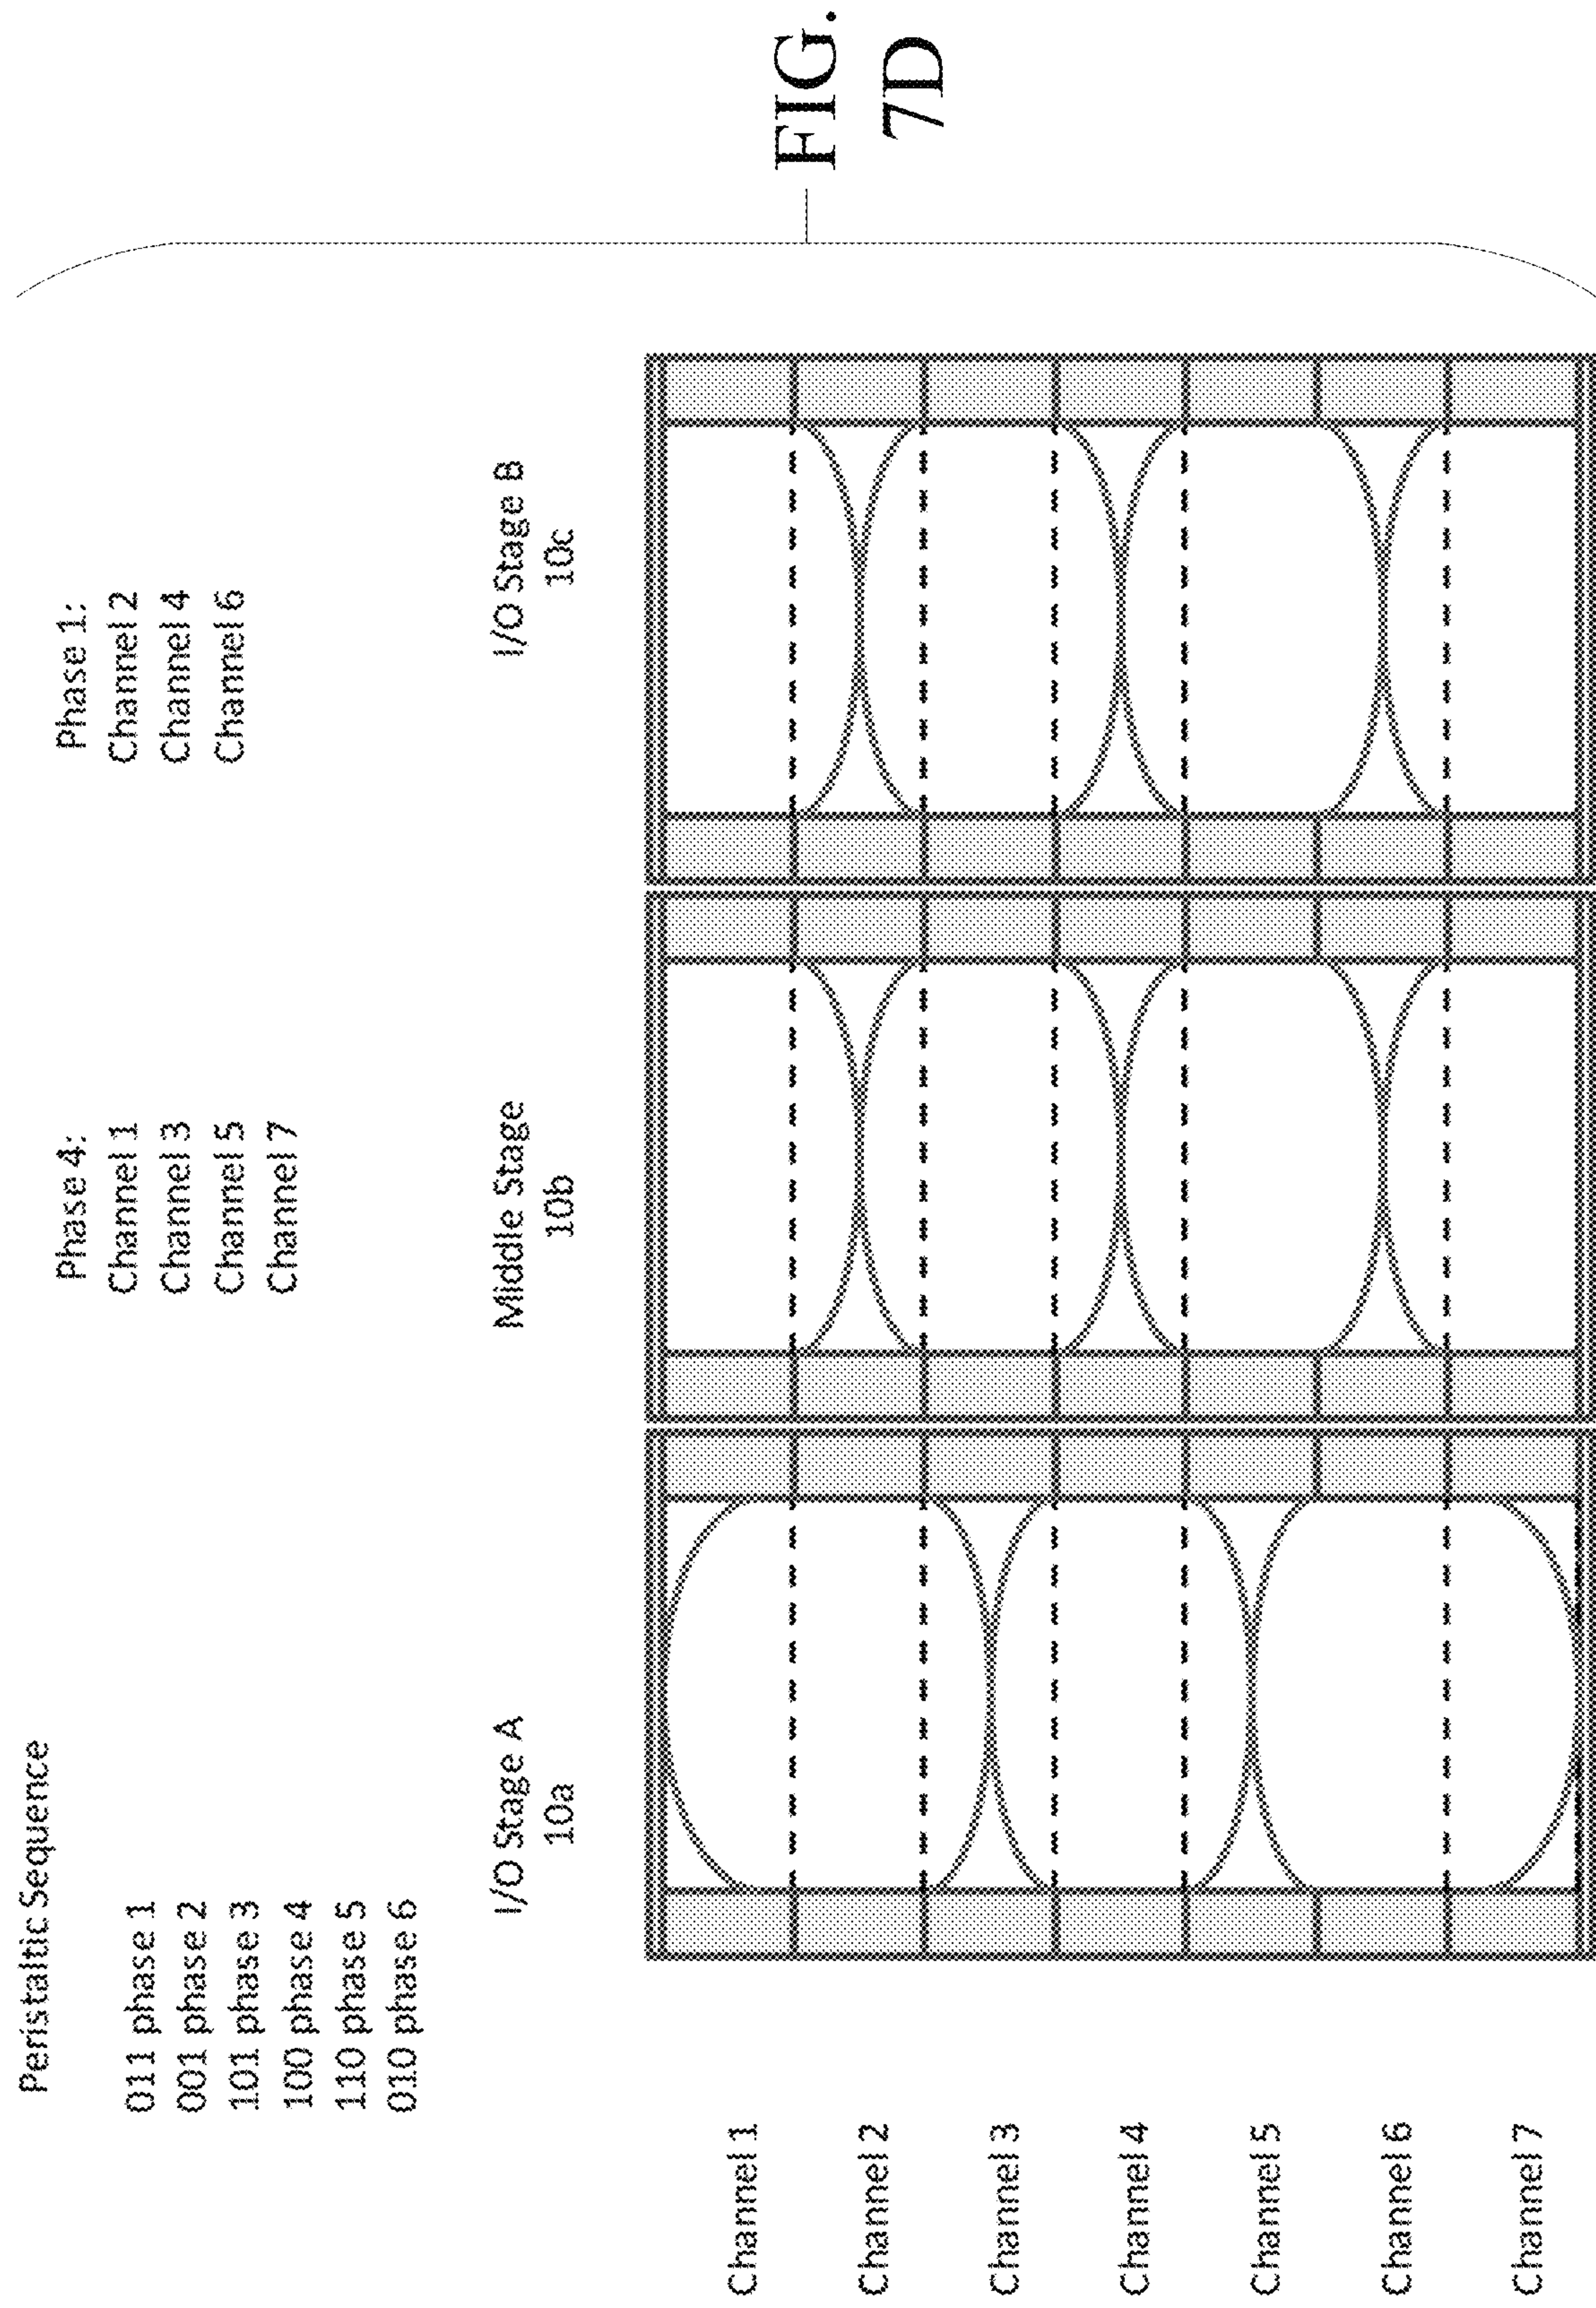 Peristaltic Sequence
011 phase 1
001 phase 2
101 phase 3
100 phase 4
110 phase 5
010 phase 6
Phase 4:
Channel 1
Channel 3
Channel 5
Channel 7
Phase 1:
Channel 2
Channel 4
Channel 6
I/O Stage A
10a
Middle Stage
10b
I/O Stage B
10c
Channel 1
Channel 2
Channel 3
Channel 4
Channel 5
Channel 6
Channel 7
FIG.
7D